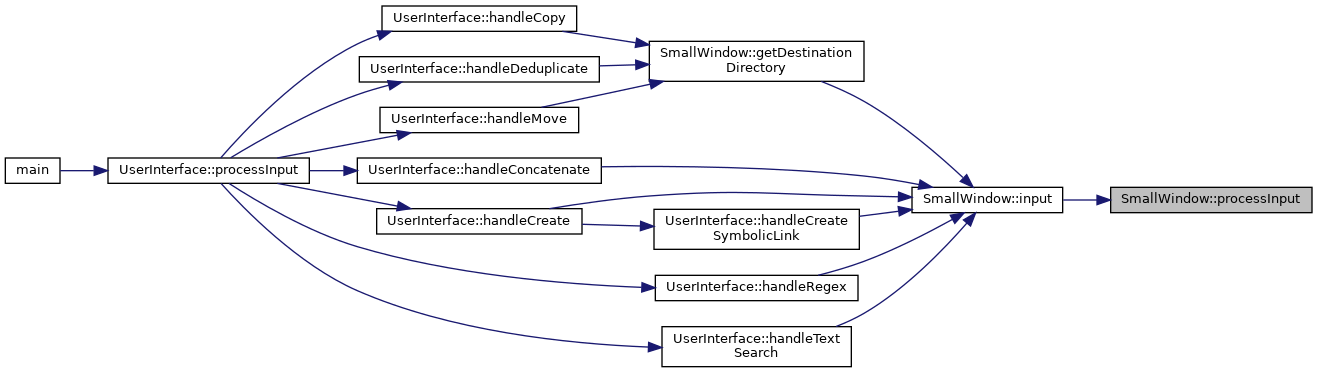 UserInterface::handleCopy
SmallWindow::getDestination
Directory
UserInterface::handleDeduplicate
UserInterface::handleMove
main
UserInterface::processInput
UserInterface::handleConcatenate
SmallWindow::input
SmallWindow::processInput
UserInterface::handleCreate
UserInterface::handleCreate
SymbolicLink
UserInterface::handleRegex
UserInterface::handleText
Search